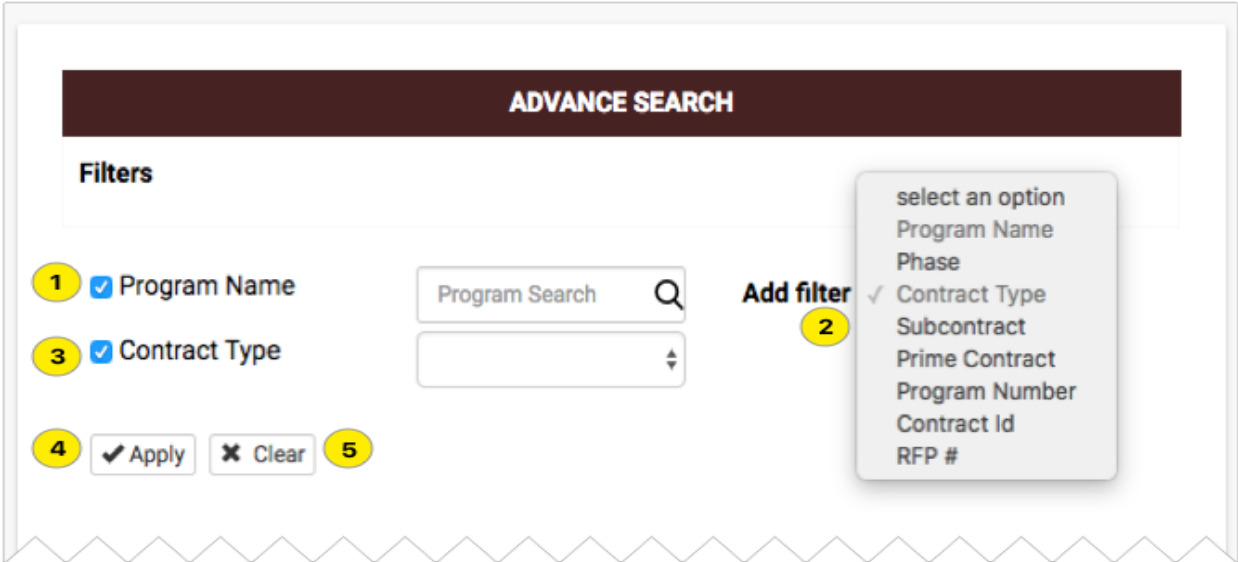 ADVANCE SEARCH
Filters
1 Program Name
Program Search
Add filter
2
select an option
Program Name
Phase
✓ Contract Type
Subcontract
Prime Contract
Program Number
Contract Id
RFP #
3 Contract Type
4 ✔ Apply ✖ Clear 5